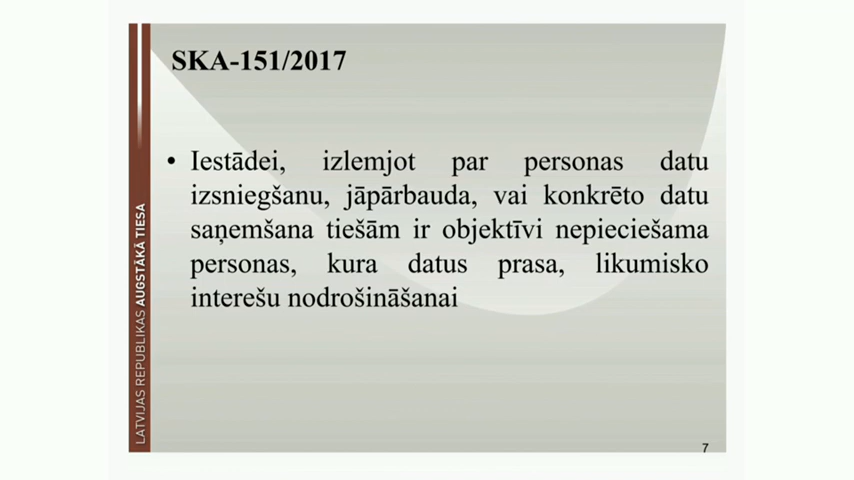 SKA-151/2017
• Iestādei, izlemjot par personas datu
izsniegšanu, jāpārbauda, vai konkrēto datu
saņemšana tiešām ir objektīvi nepieciešama
personas, kura datus prasa, likumisko
interešu nodrošināšanai
LATVIJAS REPUBLIKAS AUGSTĀKĀ TIESA
7